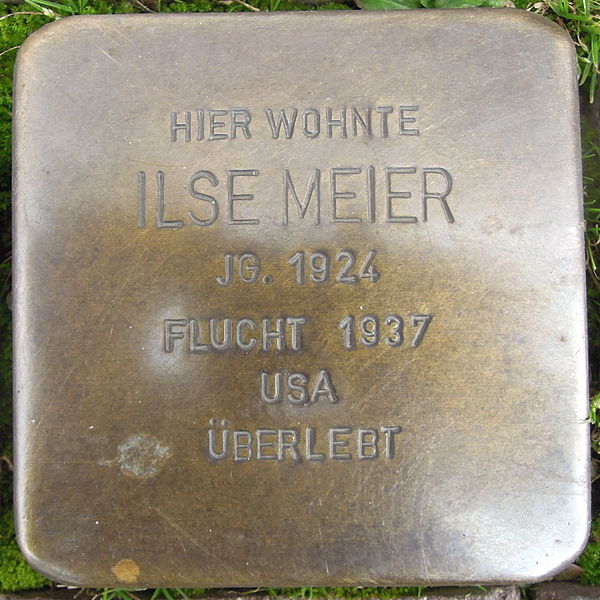 HIER WOHNTE
ILSE MEIER
JG. 1924
FLUCHT 1937
USA
ÜBERLEBT